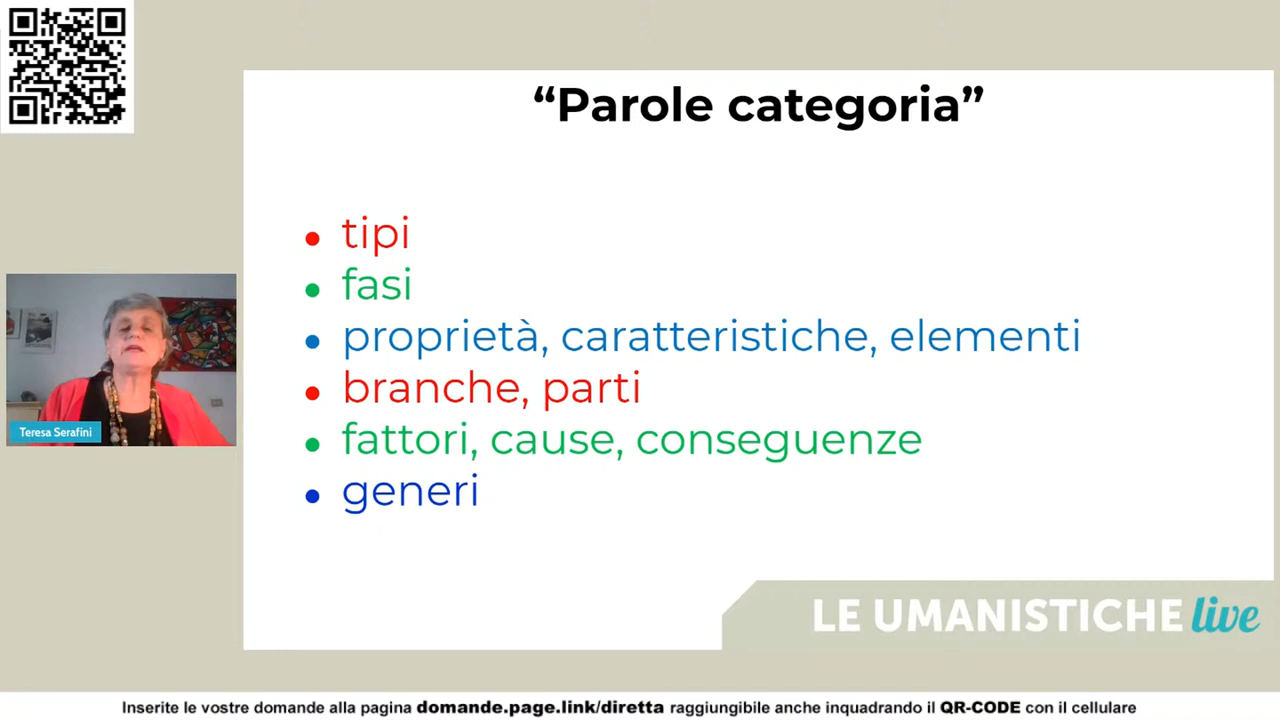 “Parole categoria”
• tipi
• fasi
• proprietà, caratteristiche, elementi
• branche, parti
• fattori, cause, conseguenze
• generi
Teresa Serafini
LE UMANISTICHE live
Inserite le vostre domande alla pagina domande.page.link/diretta raggiungibile anche inquadrando il QR-CODE con il cellulare